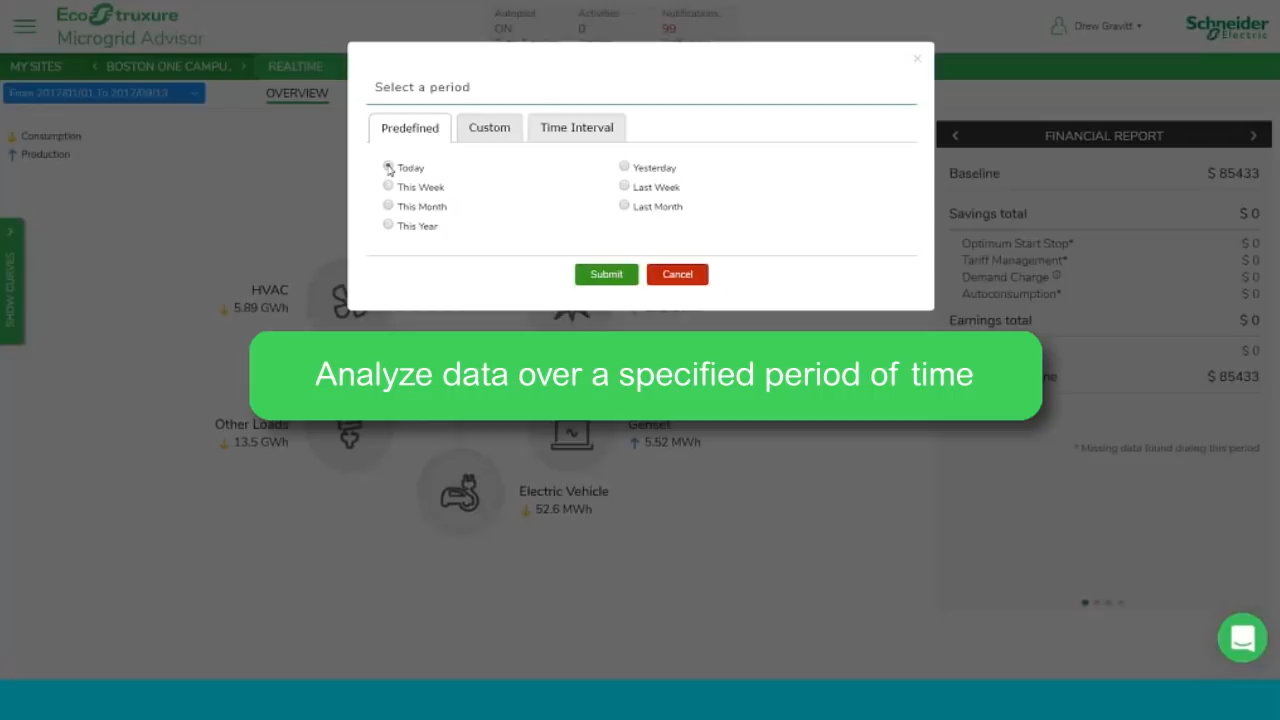 EcoStruxure
Microgrid Advisor
Autopilot
ON
Activities
0
Notifications
99
Drew Gravitt
Schneider
Electric
MY SITES
BOSTON ONE CAMPU..
REALTIME
From 2017/01/01 To 2017/09/13
OVERVIEW
Consumption
Production
SHOW CURVES
Select a period
×
Predefined
Custom
Time Interval
Today
Yesterday
This Week
Last Week
This Month
Last Month
This Year
Submit
Cancel
HVAC
5.89 GWh
Analyze data over a specified period of time
Other Loads
13.5 GWh
Genset
5.52 MWh
Electric Vehicle
52.6 MWh
FINANCIAL REPORT
Baseline $ 85433
Savings total $ 0
Optimum Start Stop* $ 0
Tariff Management* $ 0
Demand Charge $ 0
Autoconsumption* $ 0
Earnings total $ 0
$ 0
$ 85433
* Missing data found during this period